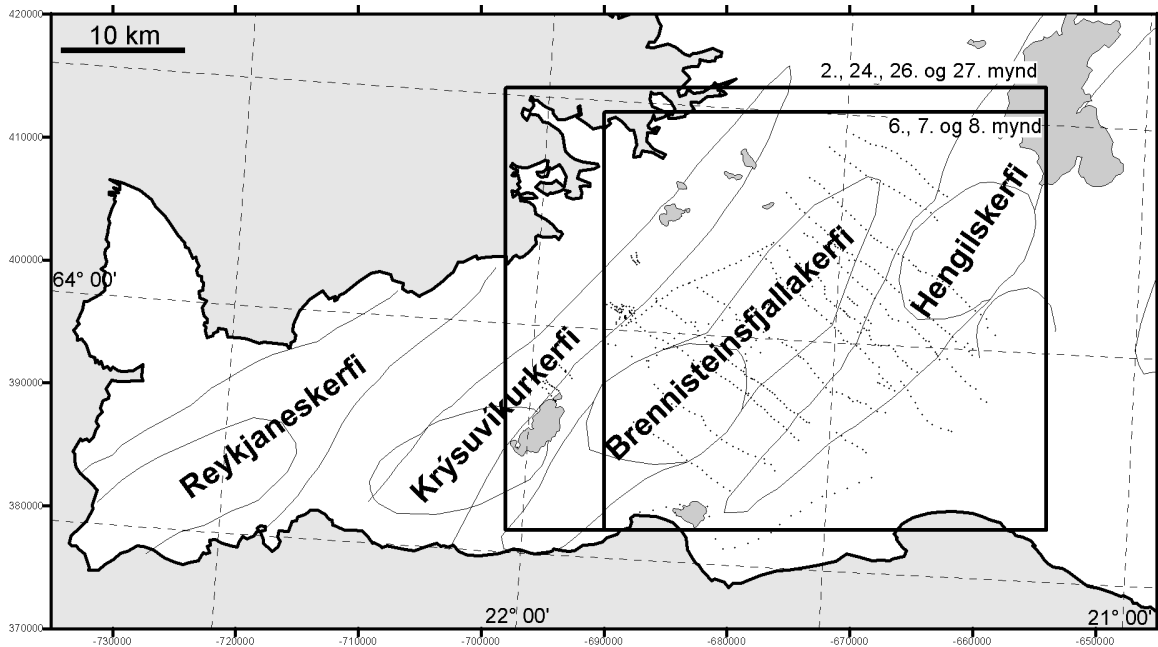 420000
10 km
2., 24., 26. og 27. mynd
410000
6., 7. og 8. mynd
400000
64° 00'
Hengilskerfi
Brennisteinsfjallakerfi
390000
Krýsuvíkurkerfi
Reykjaneskerfi
380000
22° 00'
21° 00'
370000
-730000 -720000 -710000 -700000 -690000 -680000 -670000 -660000 -650000